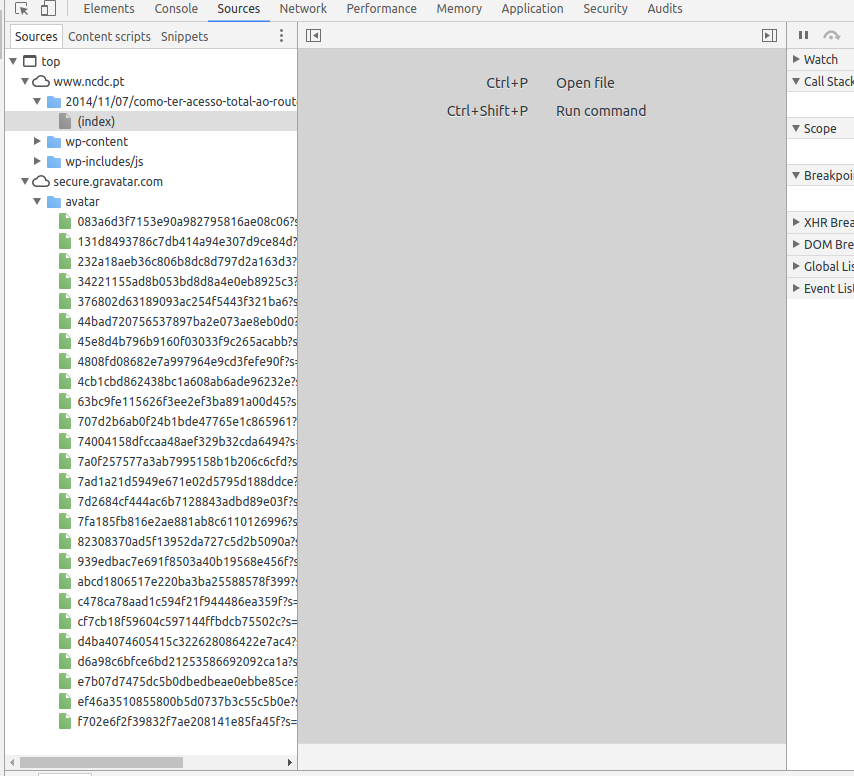 Elements Console Sources Network Performance Memory Application Security Audits
Sources Content scripts Snippets
top
www.ncdc.pt
2014/11/07/como-ter-acesso-total-ao-rout
(index)
wp-content
wp-includes/js
secure.gravatar.com
avatar
083a6d3f7153e90a982795816ae08c06?s
131d8493786c7db414a94e307d9ce84d?
232a18aeb36c806b8dc8d797d2a163d3?
34221155ad8b053bd8d8a4e0eb8925c3?
376802d63189093ac254f5443f321ba6?s
44bad720756537897ba2e073ae8eb0d0?
45e8d4b796b9160f03033f9c265acabb?s
4808fd08682e7a997964e9cd3fefe90f?s=
4cb1cbd862438bc1a608ab6ade96232e?s
63bc9fe115626f3ee2ef3ba891a00d45?s
707d2b6ab0f24b1bde47765e1c865961?
74004158dfccaa48aef329b32cda6494?s=
7a0f257577a3ab7995158b1b206c6cfd?s
7ad1a21d5949e671e02d5795d188ddce?
7d2684cf444ac6b7128843adbd89e03f?s
7fa185fb816e2ae881ab8c6110126996?s
82308370ad5f13952da727c5d2b5090a?s
939edbac7e691f8503a40b19568e456f?s
abcd1806517e220ba3ba25588578f399?s
c478ca78aad1c594f21f944486ea359f?s=
cf7cb18f59604c597144ffbdcb75502c?s=
d4ba4074605415c322628086422e7ac4?s
d6a98c6bfce6bd21253586692092ca1a?s
e7b07d7475dc5b0dbedbeae0ebbe85ce?
ef46a3510855800b5d0737b3c55c5b0e?s
f702e6f2f39832f7ae208141e85fa45f?s=
Ctrl+P Open file
Ctrl+Shift+P Run command
Watch
Call Stack
Scope
Breakpoi
XHR Brea
DOM Bre
Global Lis
Event List